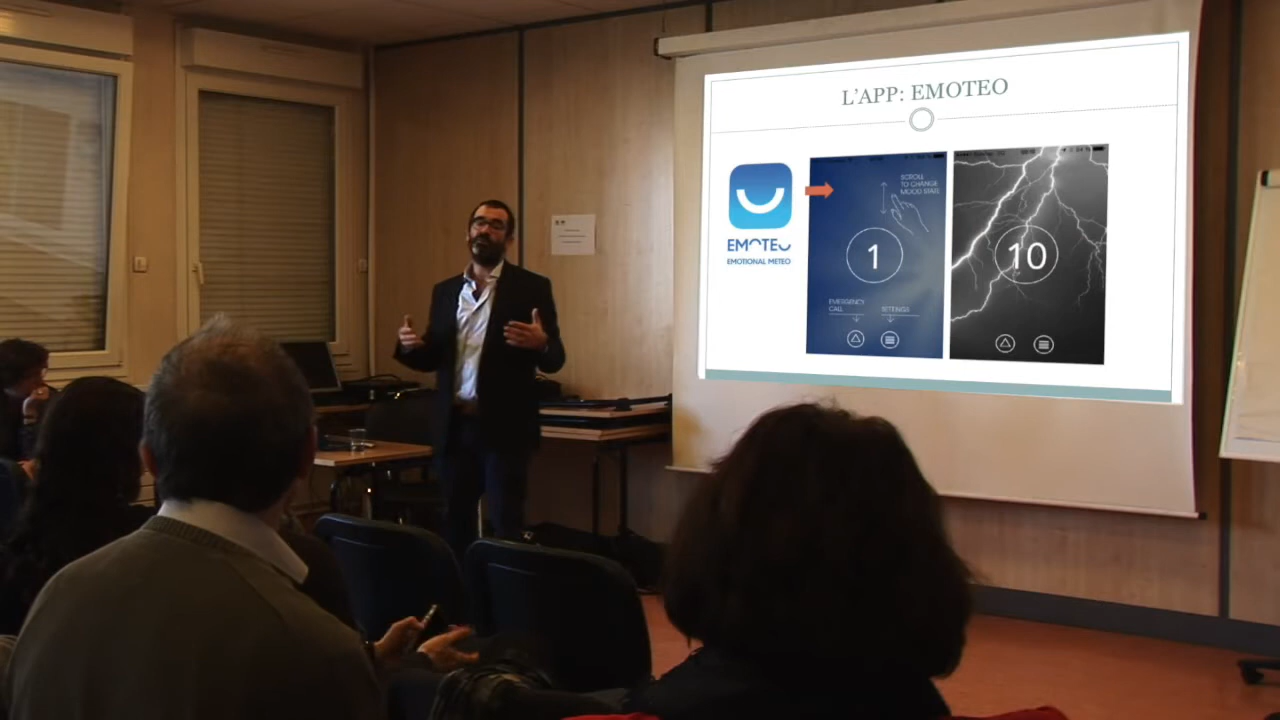 L'APP: EMOTEO
EMOTEO
EMOTIONAL METEO
SCROLL
TO CHANGE
MOOD STATE
1
EMERGENCY
CALL
SETTINGS
10